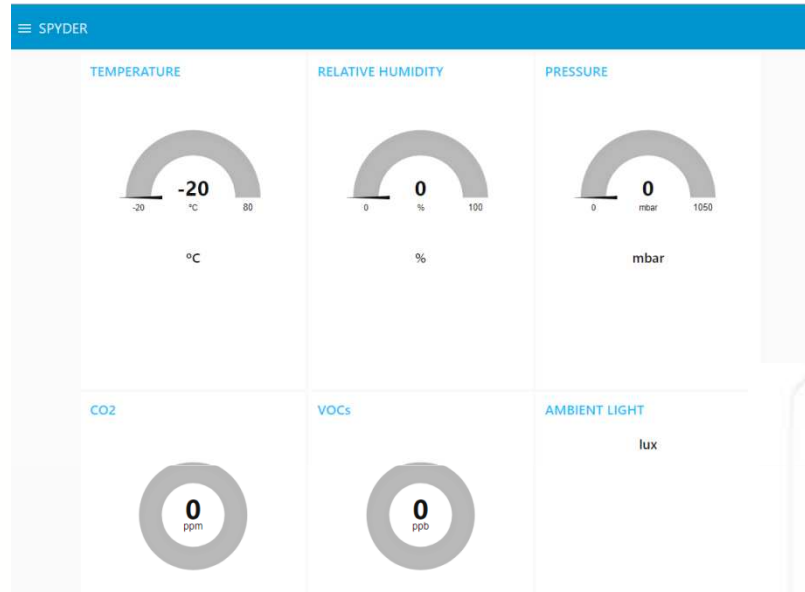 ≡ SPYDER
TEMPERATURE
-20
°C
-20
80
ºC
RELATIVE HUMIDITY
0
%
0
100
%
PRESSURE
0
mbar
0
1050
mbar
CO2
0
ppm
VOCs
0
ppb
AMBIENT LIGHT
lux